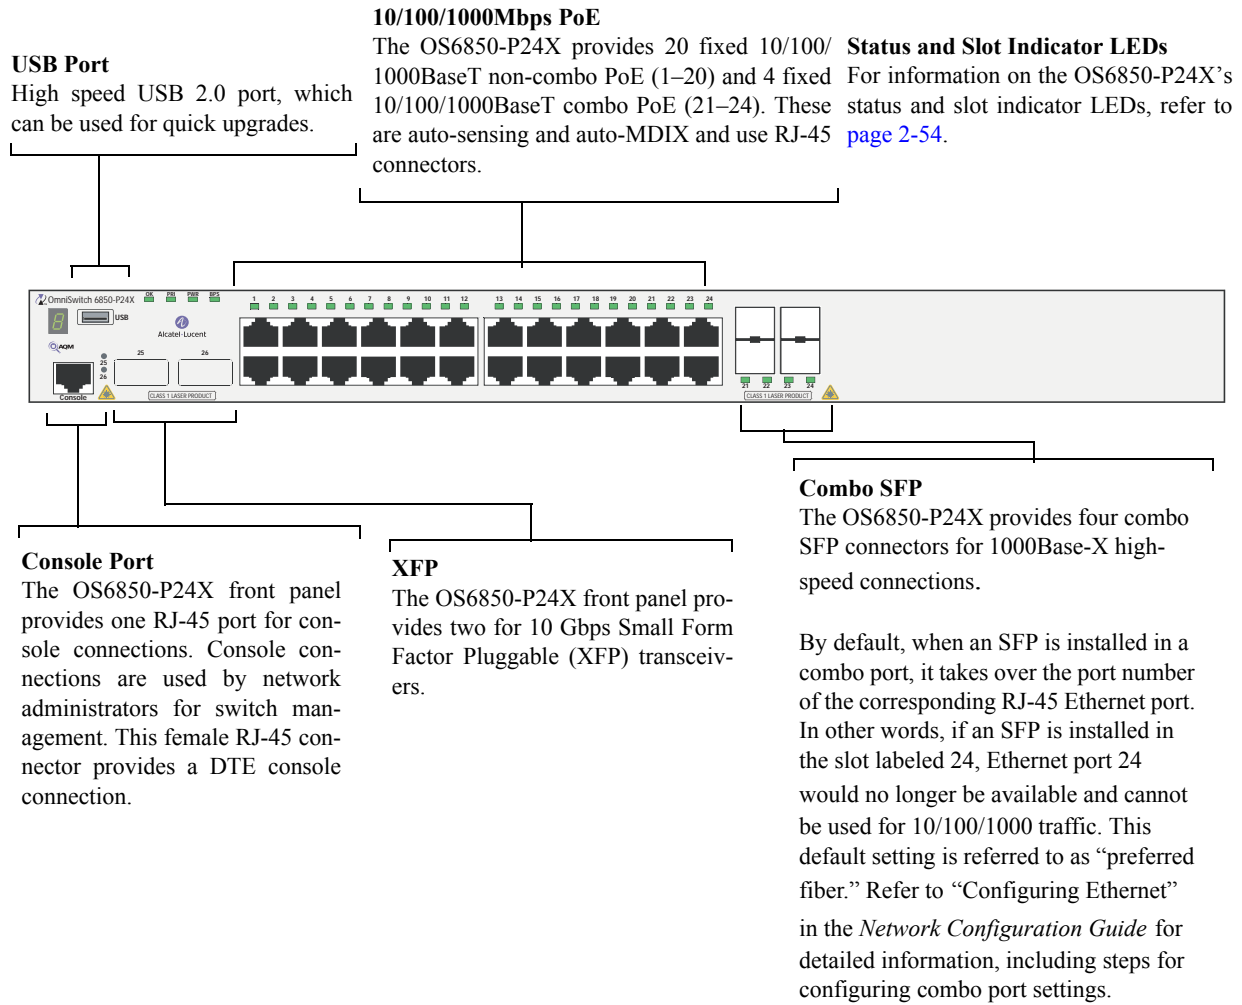 10/100/1000Mbps PoE
The OS6850-P24X provides 20 fixed 10/100/
1000BaseT non-combo PoE (1–20) and 4 fixed
10/100/1000BaseT combo PoE (21–24). These
are auto-sensing and auto-MDIX and use RJ-45
connectors.
USB Port
High speed USB 2.0 port, which
can be used for quick upgrades.
Status and Slot Indicator LEDs
For information on the OS6850-P24X's
status and slot indicator LEDs, refer to
page 2-54.
OmniSwitch 6850-P24X
OK PRI PWR BPS
USB
Alcatel·Lucent
AQM
25
26
Console
25 26
CLASS 1 LASER PRODUCT
1 2 3 4 5 6 7 8 9 10 11 12
13 14 15 16 17 18 19 20 21 22 23 24
21 22 23 24
CLASS 1 LASER PRODUCT
Console Port
The OS6850-P24X front panel
provides one RJ-45 port for con-
sole connections. Console con-
nections are used by network
administrators for switch man-
agement. This female RJ-45 con-
nector provides a DTE console
connection.
XFP
The OS6850-P24X front panel pro-
vides two for 10 Gbps Small Form
Factor Pluggable (XFP) transceiv-
ers.
Combo SFP
The OS6850-P24X provides four combo
SFP connectors for 1000Base-X high-
speed connections.
By default, when an SFP is installed in a
combo port, it takes over the port number
of the corresponding RJ-45 Ethernet port.
In other words, if an SFP is installed in
the slot labeled 24, Ethernet port 24
would no longer be available and cannot
be used for 10/100/1000 traffic. This
default setting is referred to as “preferred
fiber.” Refer to “Configuring Ethernet”
in the Network Configuration Guide for
detailed information, including steps for
configuring combo port settings.